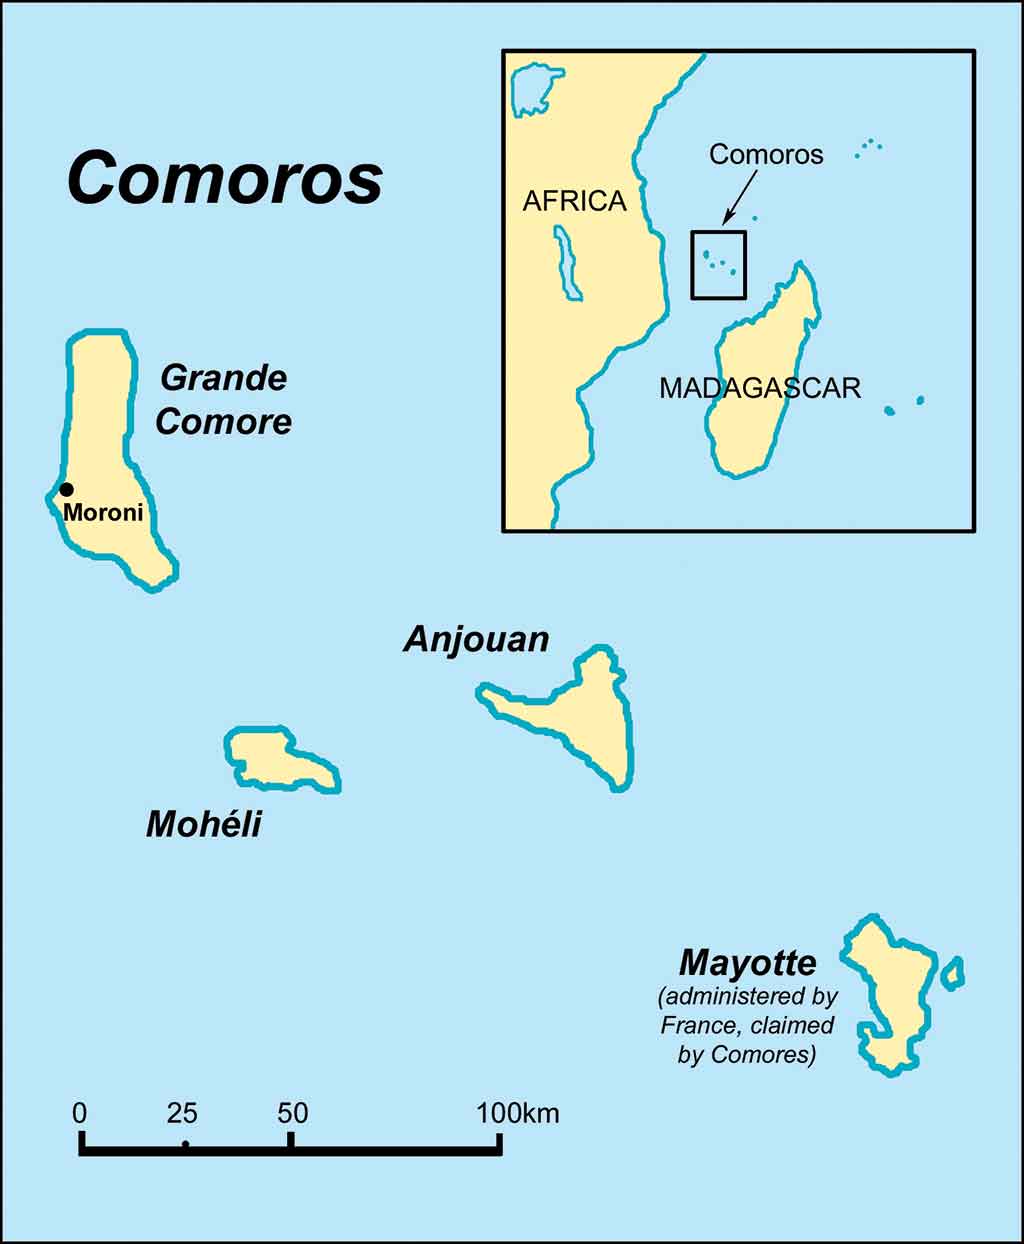 Comoros
Comoros
AFRICA
MADAGASCAR
Grande
Comore
Moroni
Anjouan
Mohéli
Mayotte
(administered by
France, claimed
by Comores)
0 25 50 100km